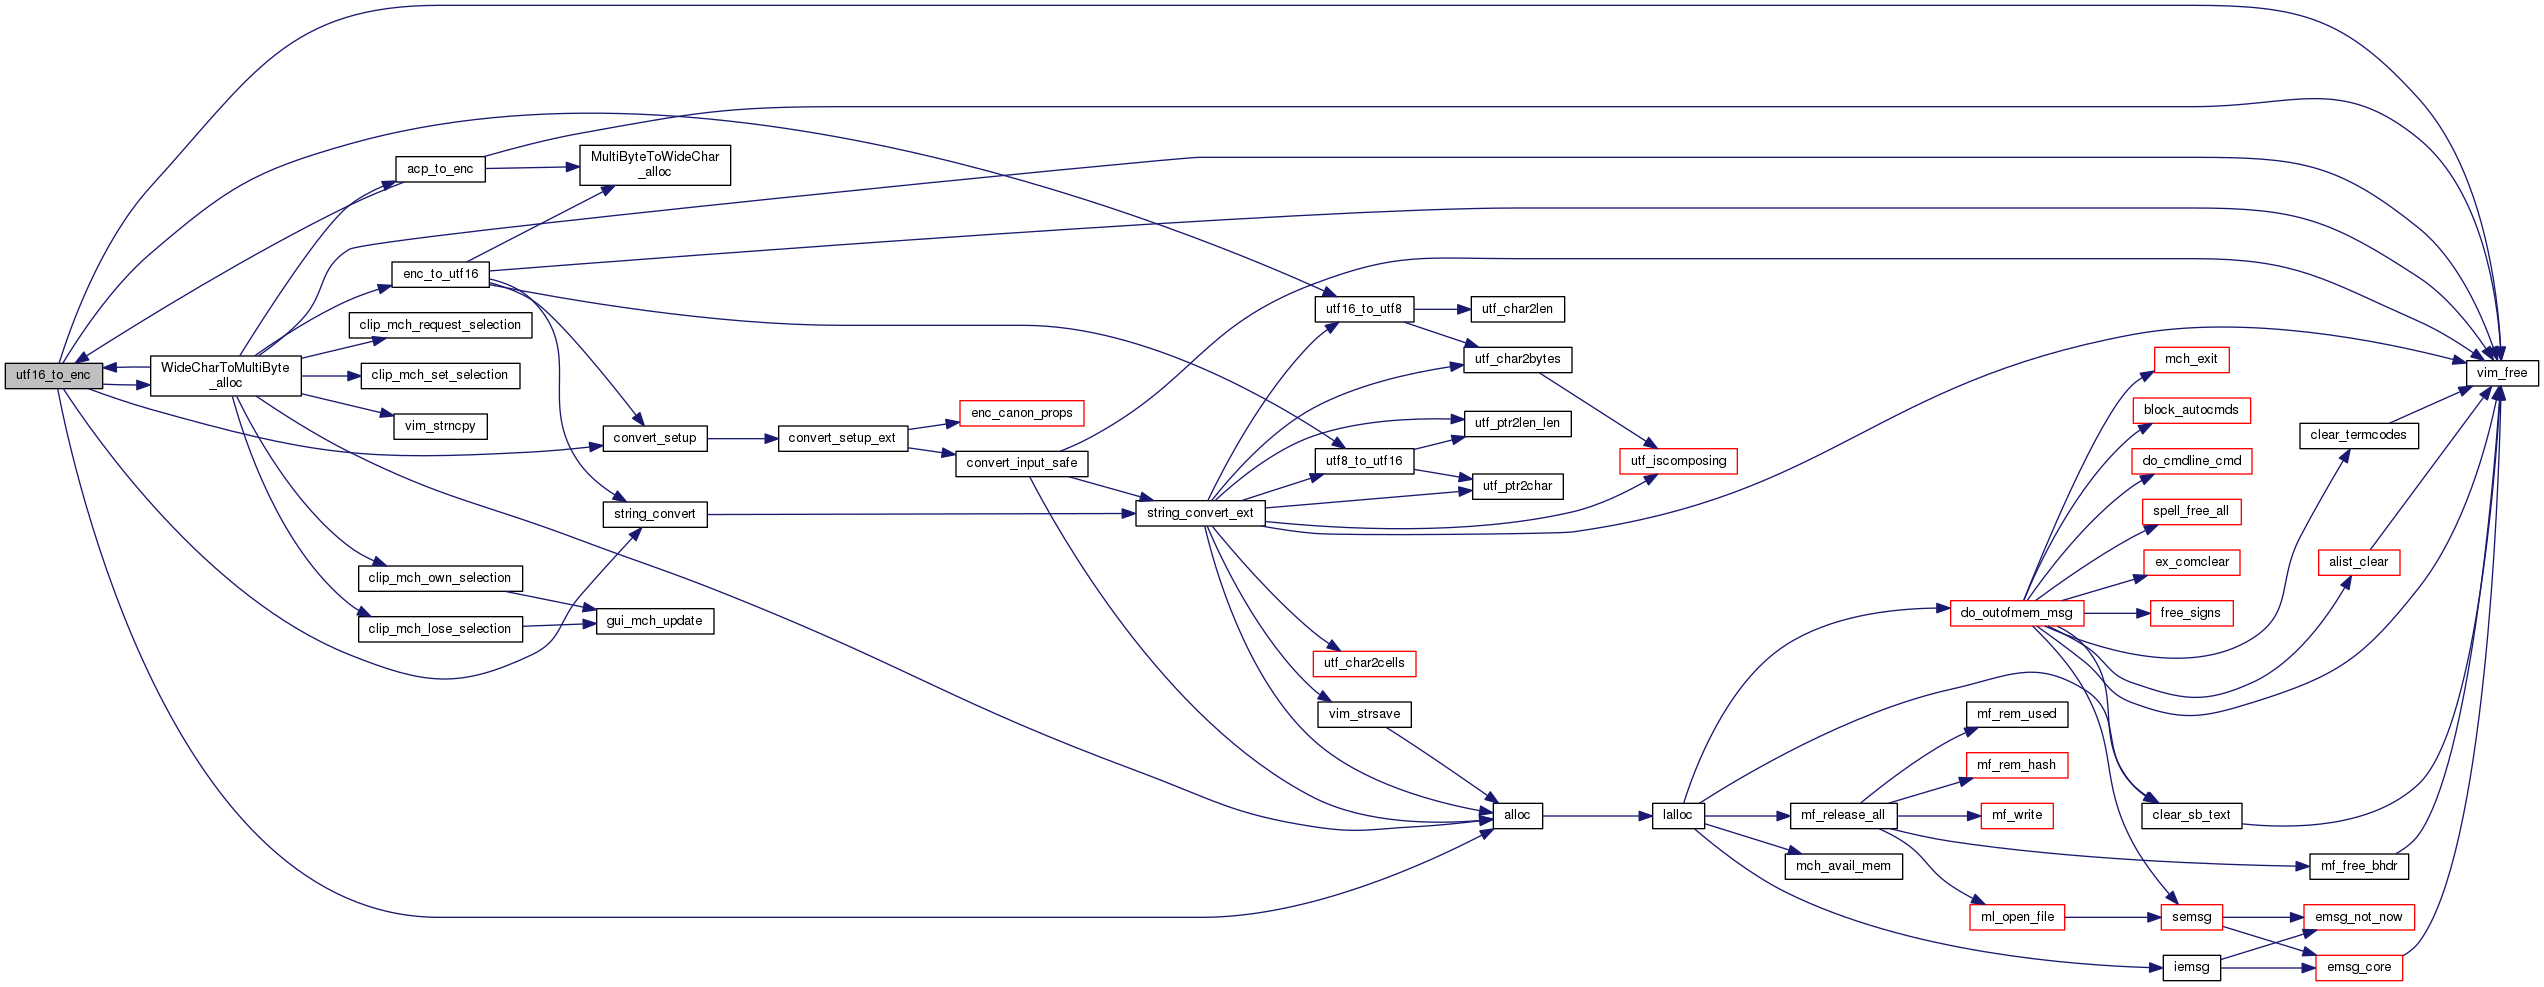 utf16_to_enc
WideCharToMultiByte
_alloc
acp_to_enc
enc_to_utf16
clip_mch_request_selection
clip_mch_set_selection
vim_strncpy
clip_mch_own_selection
clip_mch_lose_selection
MultiByteToWideChar
_alloc
convert_setup
string_convert
gui_mch_update
convert_setup_ext
enc_canon_props
convert_input_safe
string_convert_ext
utf16_to_utf8
utf8_to_utf16
utf_char2cells
vim_strsave
utf_char2len
utf_char2bytes
utf_ptr2len_len
utf_ptr2char
alloc
utf_iscomposing
lalloc
mf_release_all
mch_avail_mem
do_outofmem_msg
mf_rem_used
mf_rem_hash
mf_write
ml_open_file
mch_exit
block_autocmds
do_cmdline_cmd
spell_free_all
ex_comclear
free_signs
clear_sb_text
semsg
iemsg
clear_termcodes
alist_clear
mf_free_bhdr
emsg_not_now
emsg_core
vim_free